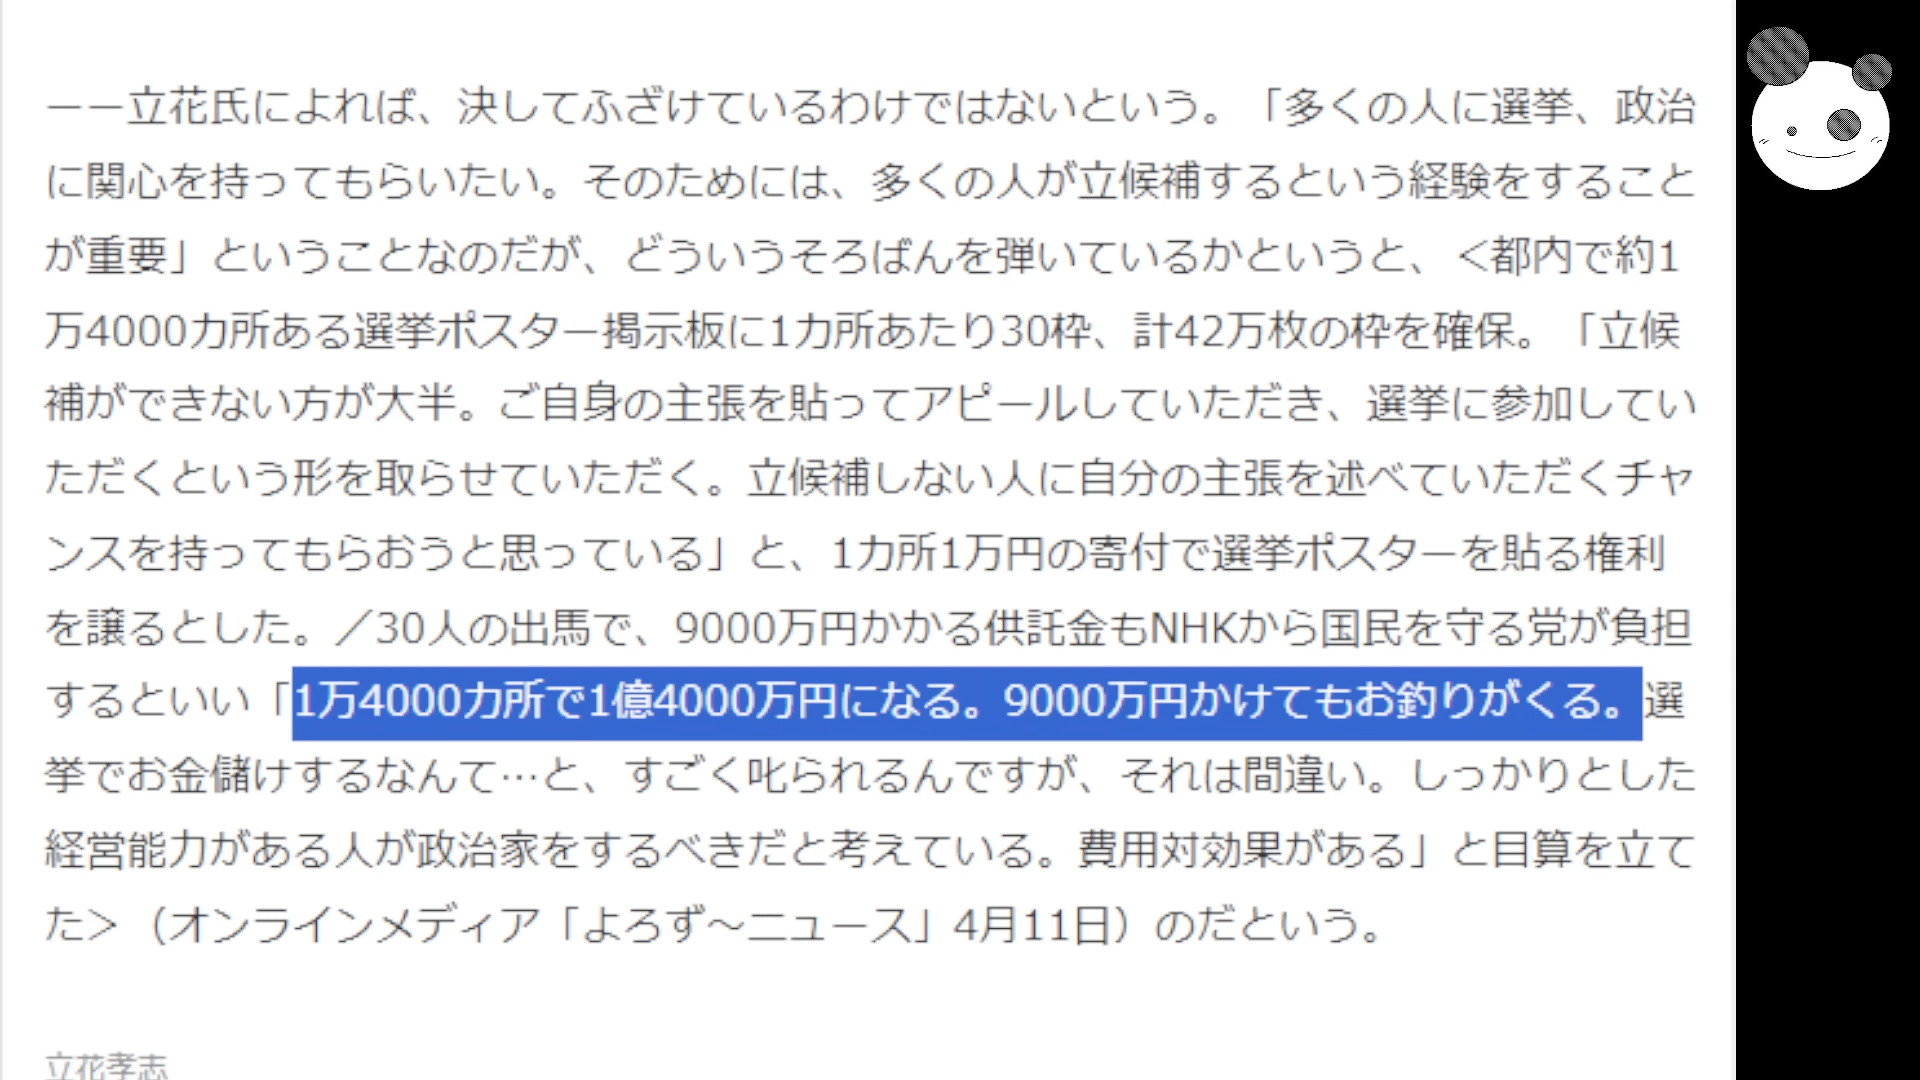 ーー立花氏によれば、決してふざけているわけではないという。「多くの人に選挙、政治
に関心を持ってもらいたい。そのためには、多くの人が立候補するという経験をすること
が重要」ということなのだが、どういうそろばんを弾いているかというと、＜都内で約1
万4000カ所ある選挙ポスター掲示板に1カ所あたり30枠、計42万枚の枠を確保。「立候
補ができない方が大半。ご自身の主張を貼ってアピールしていただき、選挙に参加してい
ただくという形を取らせていただく。立候補しない人に自分の主張を述べていただくチャ
ンスを持ってもらおうと思っている」と、1カ所1万円の寄付で選挙ポスターを貼る権利
を譲るとした。／30人の出馬で、9000万円かかる供託金もNHKから国民を守る党が負担
するといい「1万4000カ所で1億4000万円になる。9000万円かけてもお釣りがくる。選
挙でお金儲けするなんて…と、すごく叱られるんですが、それは間違い。しっかりとした
経営能力がある人が政治家をするべきだと考えている。費用対効果がある」と目算を立て
た＞（オンラインメディア「よろず～ニュース」4月11日）のだという。
立花孝志